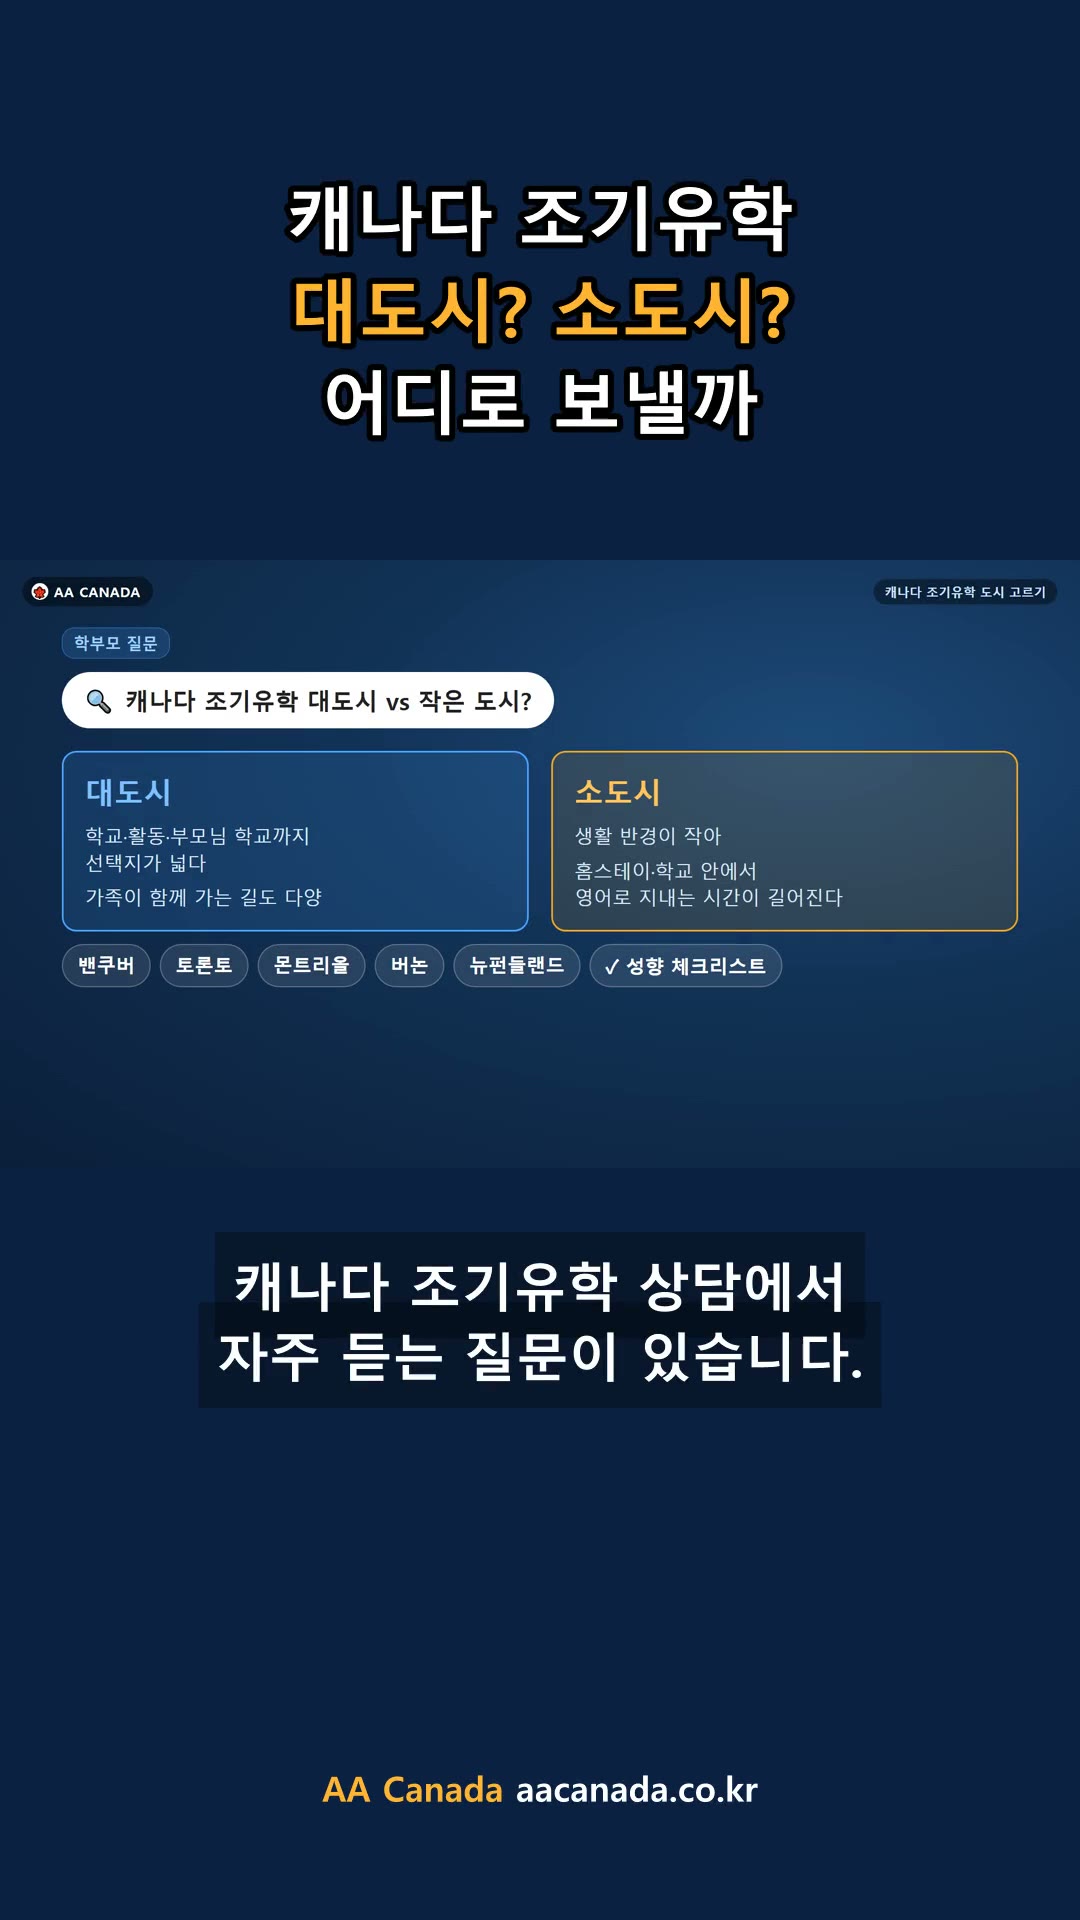 캐나다 조기유학
대도시? 소도시?
어디로 보낼까
AA CANADA
캐나다 조기유학 도시 고르기
학부모 질문
캐나다 조기유학 대도시 vs 작은 도시?
대도시
학교·활동·부모님 학교까지
선택지가 넓다
가족이 함께 가는 길도 다양
소도시
생활 반경이 작아
홈스테이·학교 안에서
영어로 지내는 시간이 길어진다
밴쿠버 토론토 몬트리올 버논 뉴펀들랜드 ✓ 성향 체크리스트
캐나다 조기유학 상담에서
자주 듣는 질문이 있습니다.
AA Canada aacanada.co.kr